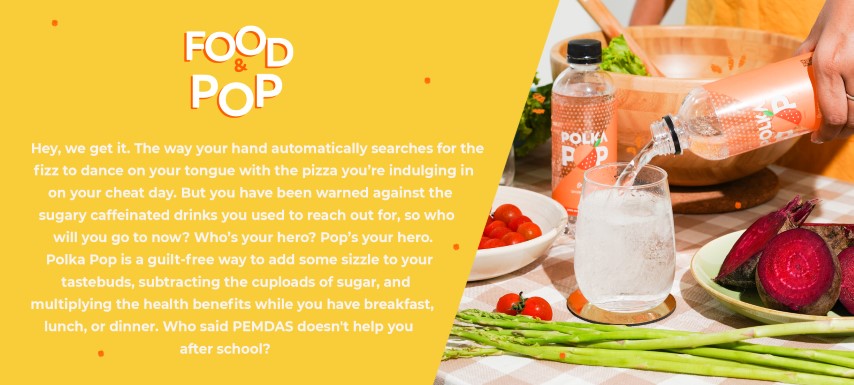 FOOD
&
POP
Hey, we get it. The way your hand automatically searches for the
fizz to dance on your tongue with the pizza you're indulging in
on your cheat day. But you have been warned against the
sugary caffeinated drinks you used to reach out for, so who
will you go to now? Who's your hero? Pop's your hero.
Polka Pop is a guilt-free way to add some sizzle to your
tastebuds, subtracting the cuploads of sugar, and
multiplying the health benefits while you have breakfast,
lunch, or dinner. Who said PEMDAS doesn't help you
after school?
POLKA
POP
POLKA
POP